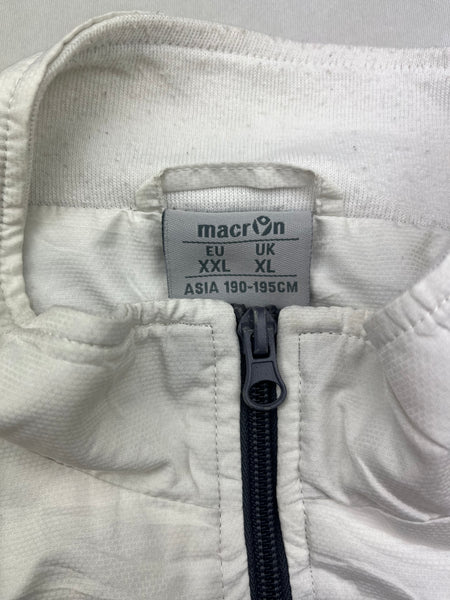 macron
EU UK
XXL XL
ASIA 190-195CM